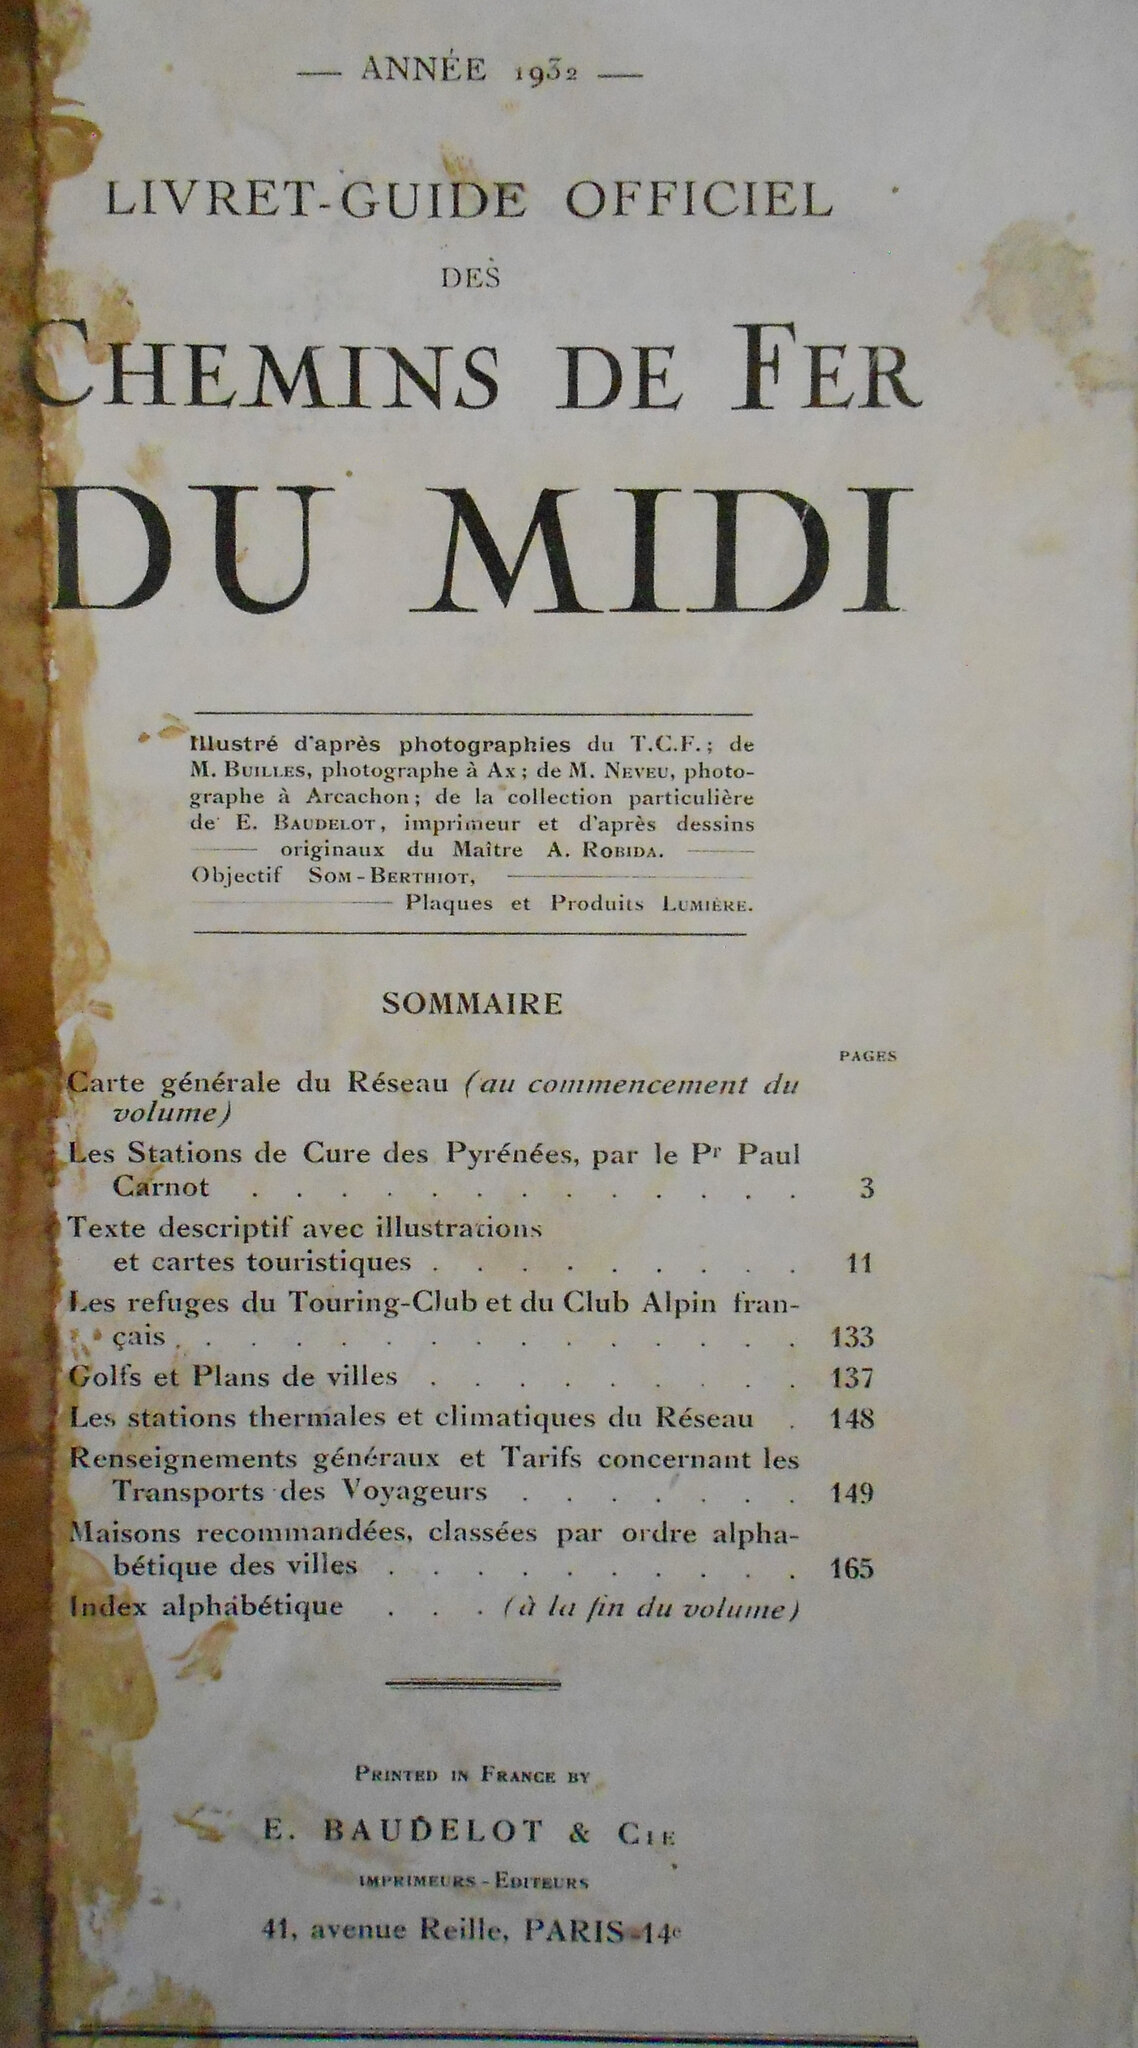 — ANNÉE 1932 —
LIVRET-GUIDE OFFICIEL
DES
CHEMINS DE FER
DU MIDI
Illustré d'après photographies du T.C.F.; de
M. BUILLES, photographe à Ax; de M. NEVEU, photo-
graphe à Arcachon; de la collection particulière
de E. BAUDELOT, imprimeur et d'après dessins
originaux du Maître A. ROBIDA.
Objectif SOM-BERTHIOT,
Plaques et Produits LUMIÈRE.
SOMMAIRE
PAGES
Carte générale du Réseau (au commencement du
volume)
Les Stations de Cure des Pyrénées, par le Pr Paul
Carnot . . . . . . . . . . . . . 3
Texte descriptif avec illustrations
et cartes touristiques . . . . . . . . . 11
Les refuges du Touring-Club et du Club Alpin fran-
çais . . . . . . . . . . . . . . 133
Golfs et Plans de villes . . . . . . . . . 137
Les stations thermales et climatiques du Réseau . 148
Renseignements généraux et Tarifs concernant les
Transports des Voyageurs . . . . . . . 149
Maisons recommandées, classées par ordre alpha-
bétique des villes . . . . . . . . . . 165
Index alphabétique . . . (à la fin du volume)
PRINTED IN FRANCE BY
E. BAUDELOT & CIE
IMPRIMEURS-EDITEURS
41, avenue Reille, PARIS-14e